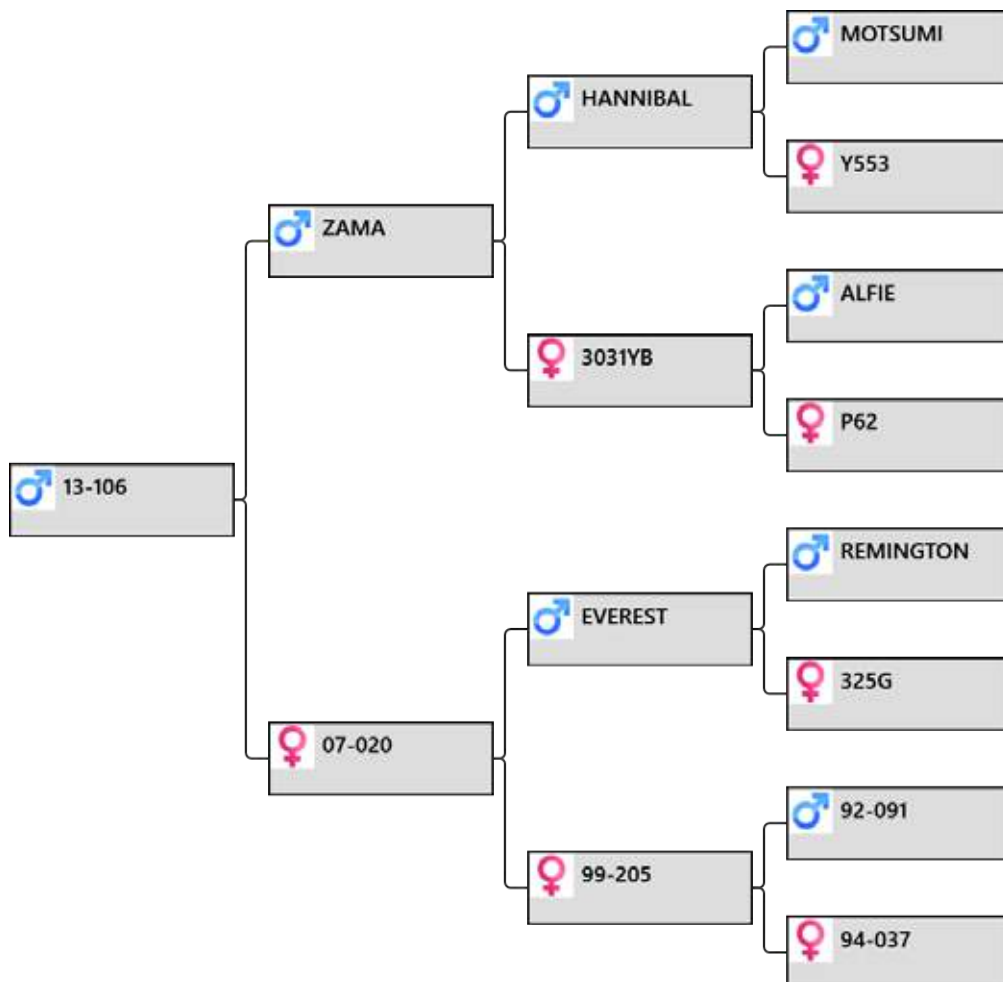 MOTSUMI
HANNIBAL
Y553
ZAMA
ALFIE
3031YB
P62
13-106
REMINGTON
EVEREST
325G
07-020
92-091
99-205
94-037